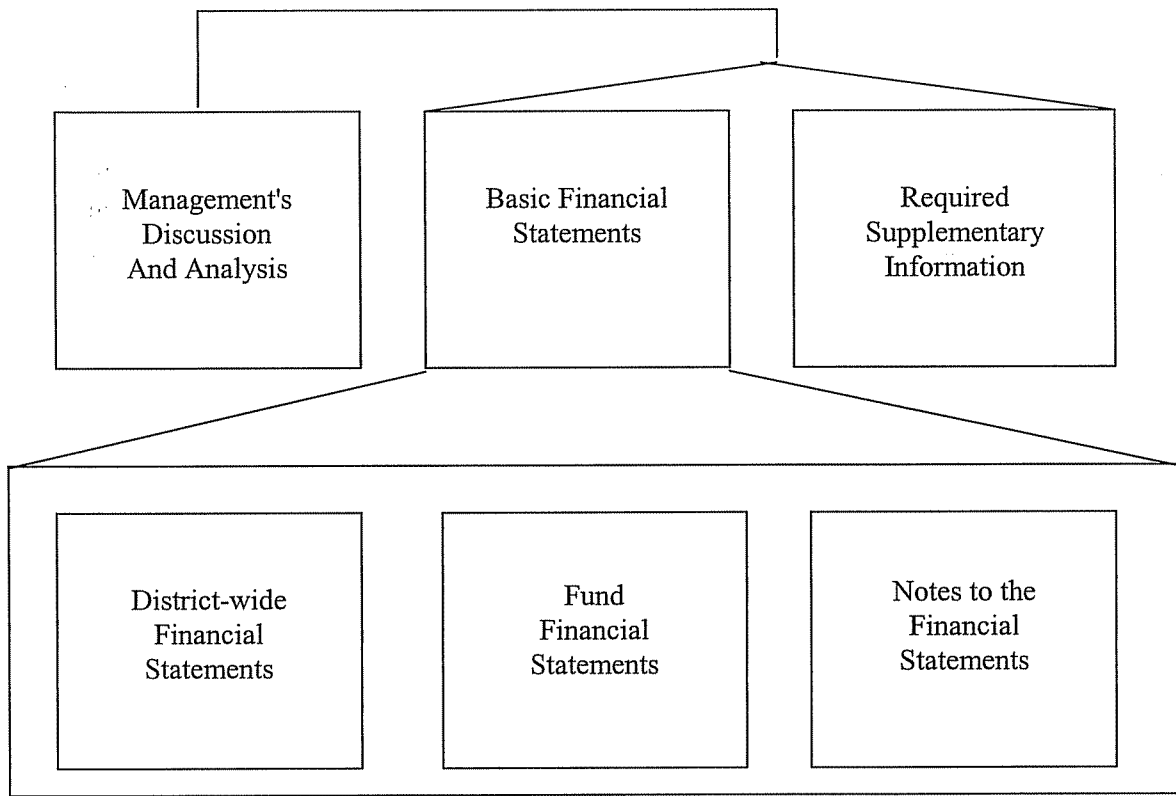 Management's
Discussion
And Analysis
Basic Financial
Statements
Required
Supplementary
Information
District-wide
Financial
Statements
Fund
Financial
Statements
Notes to the
Financial
Statements